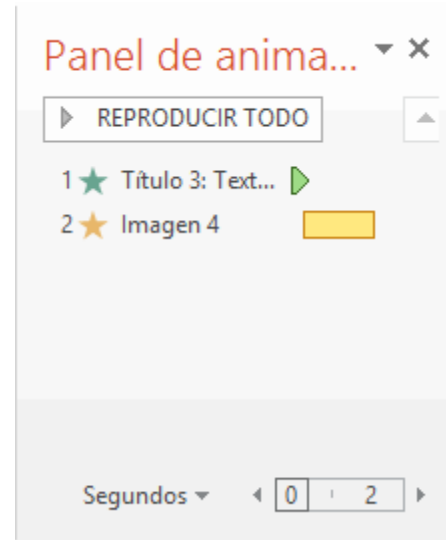 Panel de anima...
REPRODUCIR TODO
1 Título 3: Text...
2 Imagen 4
Segundos 0 2